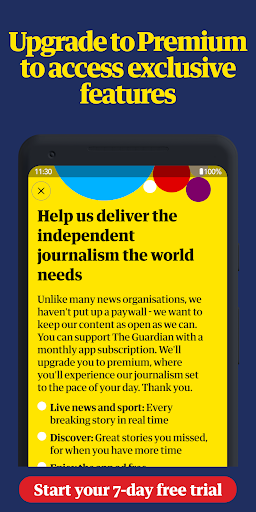 Upgrade to Premium
to access exclusive
features
11:30
100%
Help us deliver the
independent
journalism the world
needs
Unlike many news organisations, we
haven't put up a paywall - we want to
keep our content as open as we can.
You can support The Guardian with a
monthly app subscription. We'll
upgrade you to premium, where
you'll experience our journalism set
to the pace of your day. Thank you.
Live news and sport: Every
breaking story in real time
Discover: Great stories you missed,
for when you have more time
Enjoy the app ad free
Start your 7-day free trial